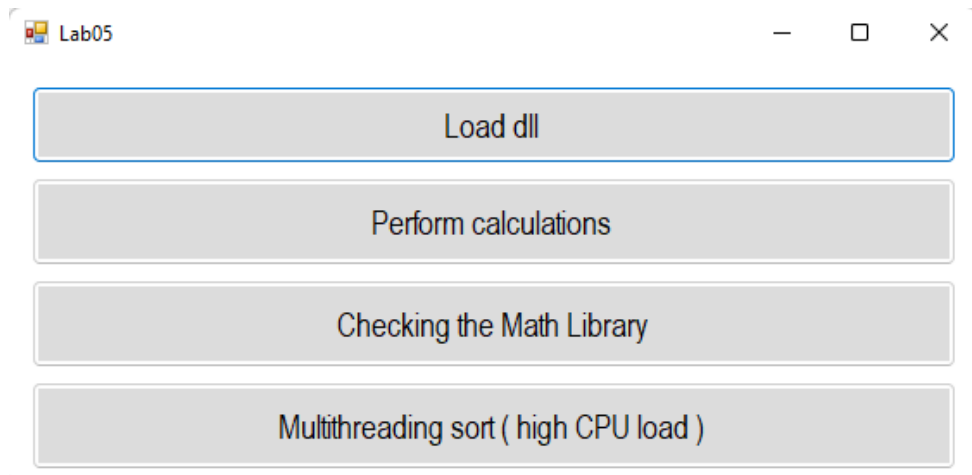 Lab05
Load dll
Perform calculations
Checking the Math Library
Multithreading sort ( high CPU load )